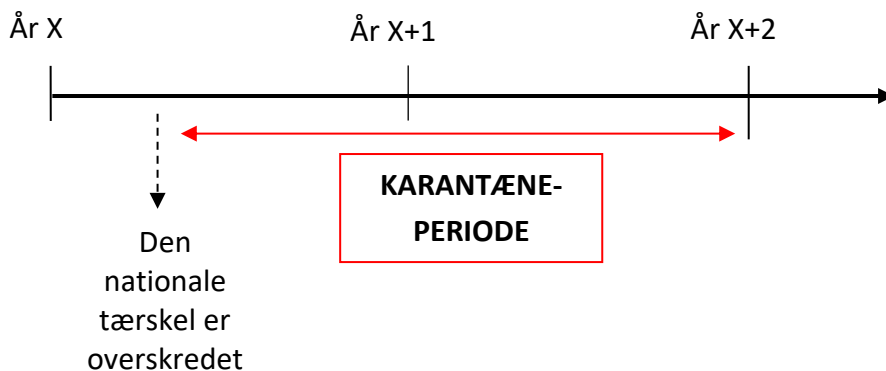 År X
År X+1
År X+2
KARANTÆNE-
PERIODE
Den
nationale
tærskel er
overskredet